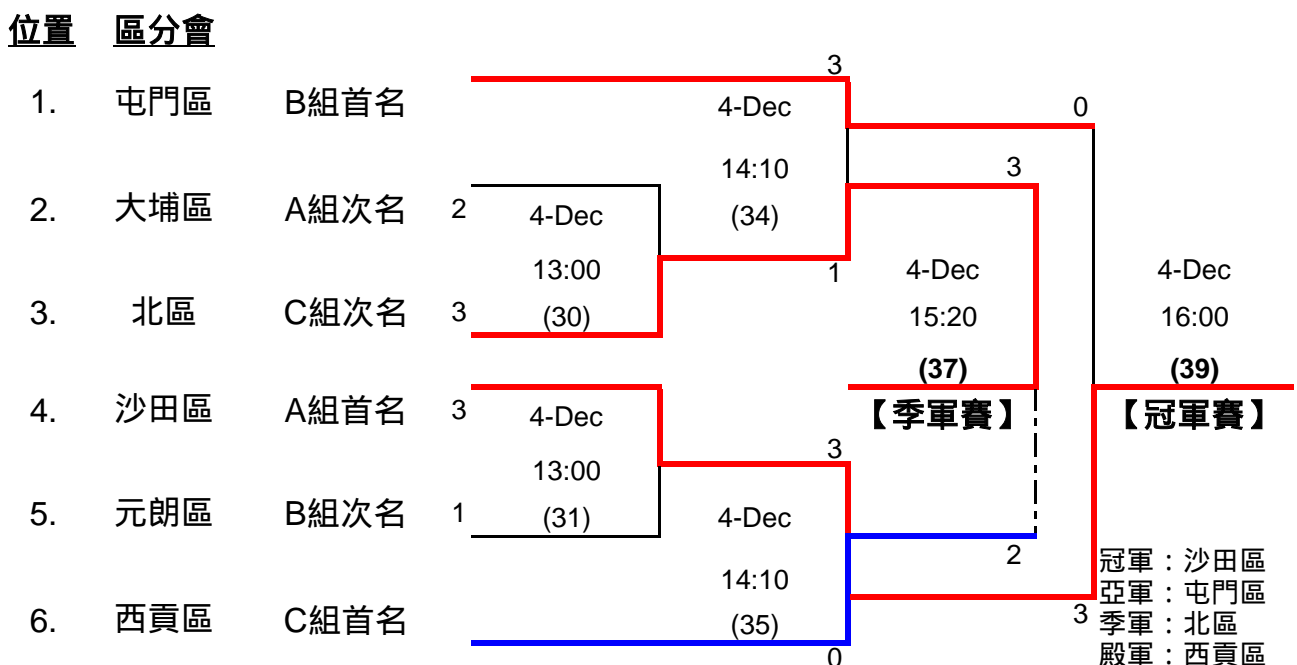 位置 區分會
3
1. 屯門區 B組首名 4-Dec 0
14:10 3
2. 大埔區 A組次名 2 4-Dec (34)
13:00 1 4-Dec 4-Dec
3. 北區 C組次名 3 (30) 15:20 16:00
(37) (39)
4. 沙田區 A組首名 3 4-Dec 【季軍賽】 【冠軍賽】
3
13:00
5. 元朗區 B組次名 1 (31) 4-Dec
2 冠軍：沙田區
14:10 亞軍：屯門區
6. 西貢區 C組首名 (35) 3 季軍：北區
0 殿軍：西貢區